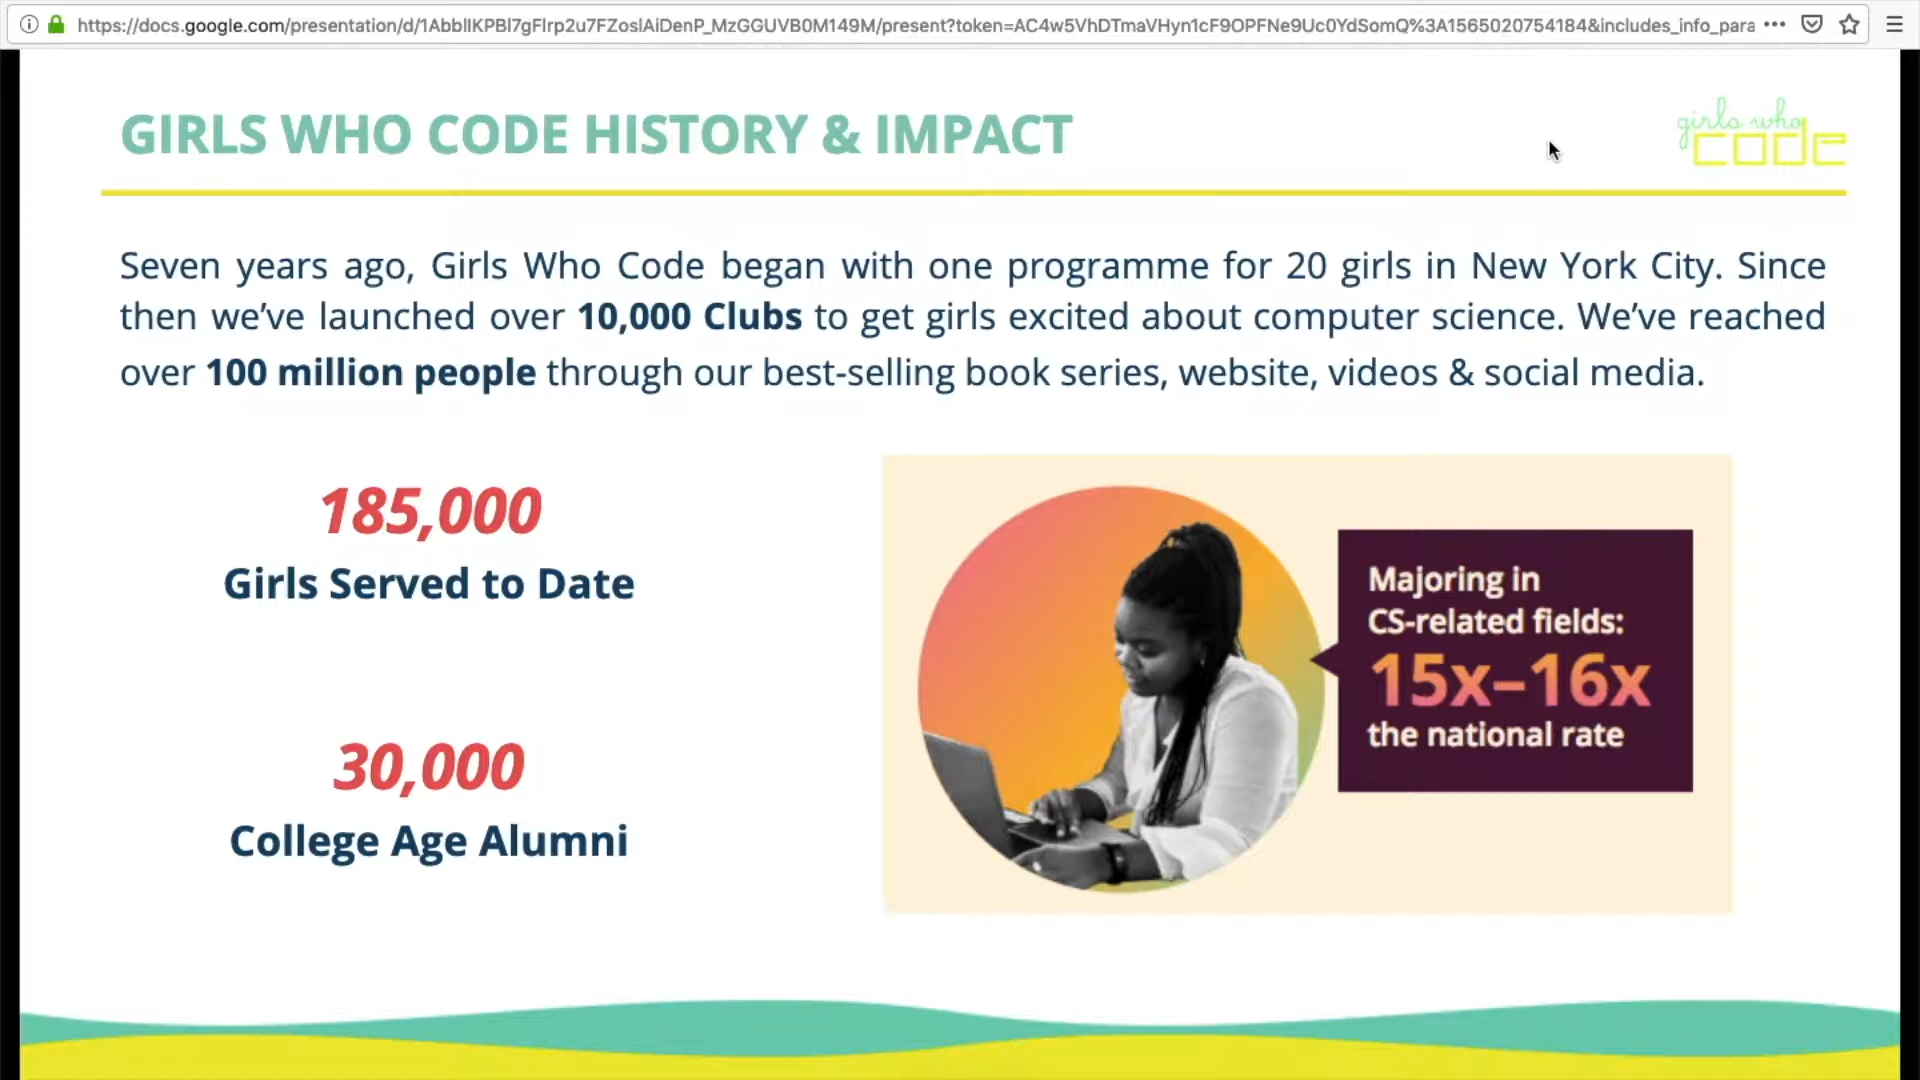 https://docs.google.com/presentation/d/1AbblIKPBl7gFlrp2u7FZoslAiDenP_MzGGUVB0M149M/present?token=AC4w5VhDTmaVHyn1cF9OPFNe9Uc0YdSomQ%3A1565020754184&includes_info_para
GIRLS WHO CODE HISTORY & IMPACT
girls who
code
Seven years ago, Girls Who Code began with one programme for 20 girls in New York City. Since
then we’ve launched over 10,000 Clubs to get girls excited about computer science. We’ve reached
over 100 million people through our best-selling book series, website, videos & social media.
185,000
Girls Served to Date
30,000
College Age Alumni
Majoring in
CS-related fields:
15x–16x
the national rate